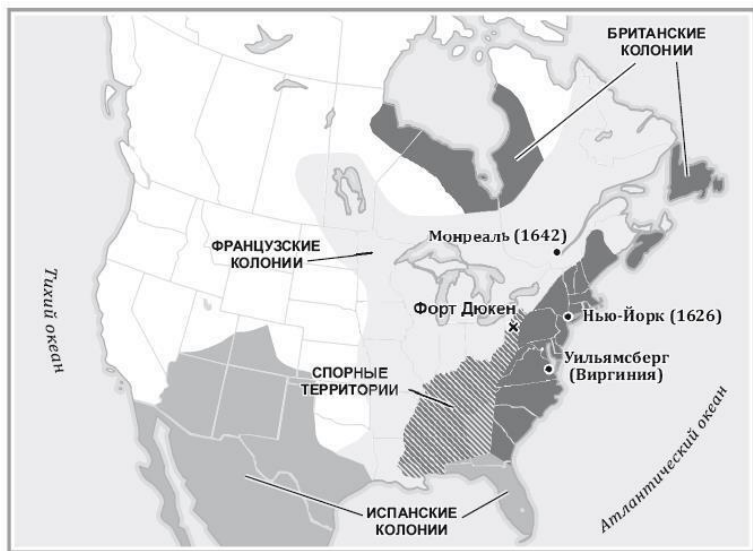 БРИТАНСКИЕ
КОЛОНИИ
Монреаль (1642)
ФРАНЦУЗСКИЕ
КОЛОНИИ
Тихий океан
Форт Дюкен
Нью-Йорк (1626)
СПОРНЫЕ
ТЕРРИТОРИИ
Уильямсберг
(Виргиния)
Атлантический океан
ИСПАНСКИЕ
КОЛОНИИ